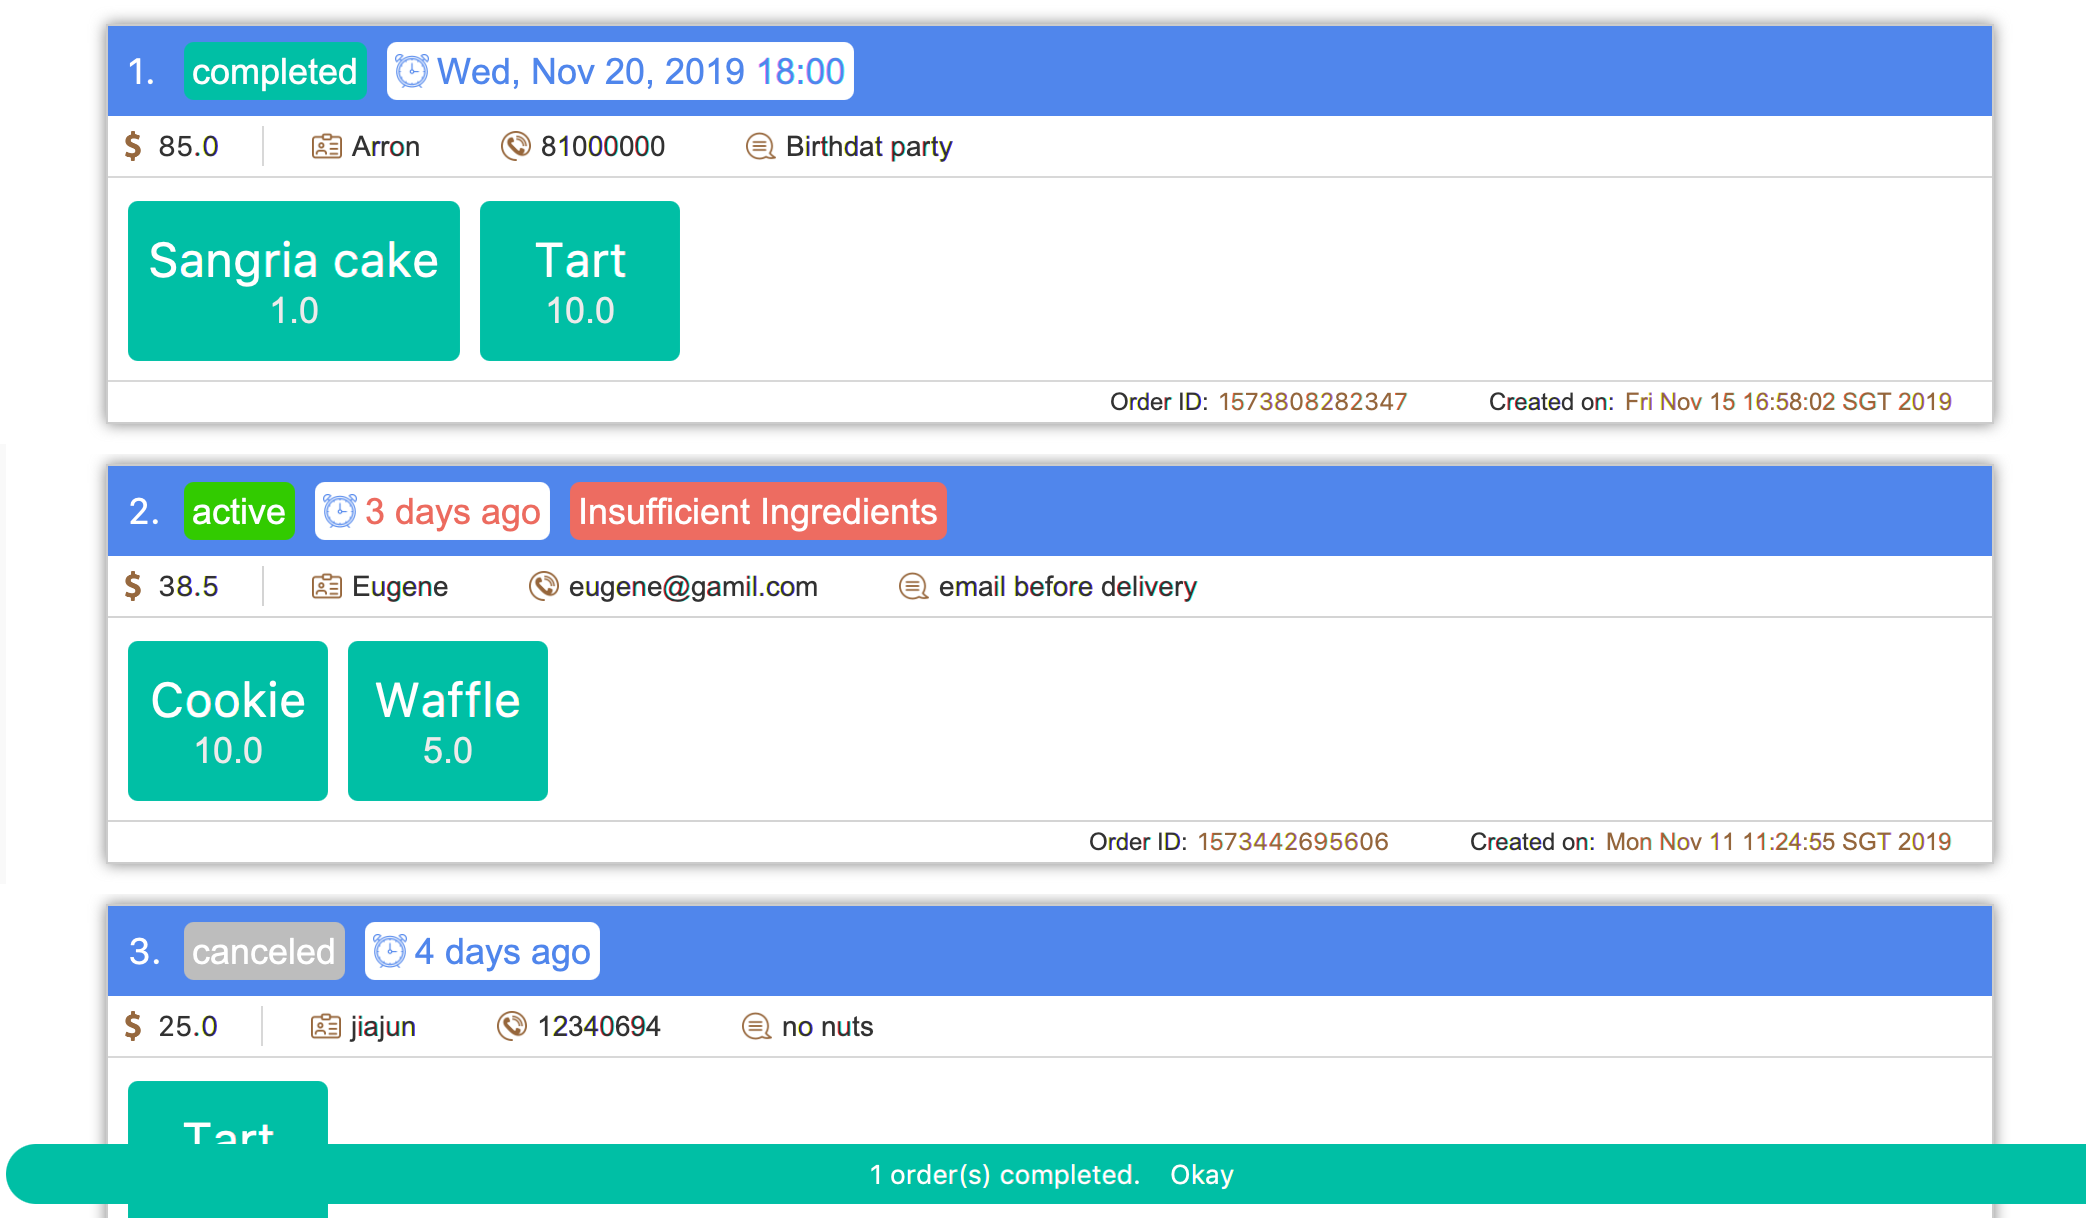 1. completed Wed, Nov 20, 2019 18:00
$ 85.0 Arron 81000000 Birthdat party
Sangria cake Tart
1.0 10.0
Order ID: 1573808282347 Created on: Fri Nov 15 16:58:02 SGT 2019
2. active 3 days ago Insufficient Ingredients
$ 38.5 Eugene eugene@gamil.com email before delivery
Cookie Waffle
10.0 5.0
Order ID: 1573442695606 Created on: Mon Nov 11 11:24:55 SGT 2019
3. canceled 4 days ago
$ 25.0 jiajun 12340694 no nuts
Tart
1 order(s) completed. Okay